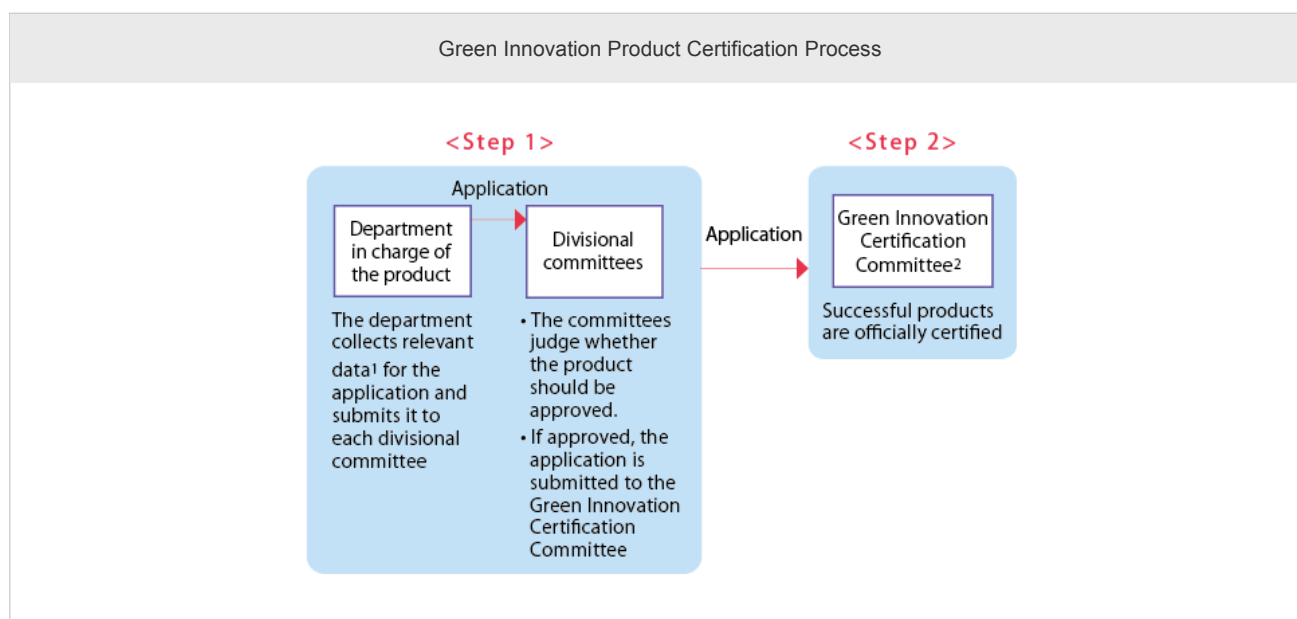 Green Innovation Product Certification Process
<Step 1>
Application
Department
in charge of
the product
The department
collects relevant
data1 for the
application and
submits it to
each divisional
committee
Divisional
committees
• The committees
judge whether
the product
should be
approved.
• If approved, the
application is
submitted to the
Green Innovation
Certification
Committee
Application
<Step 2>
Green Innovation
Certification
Committee2
Successful products
are officially certified